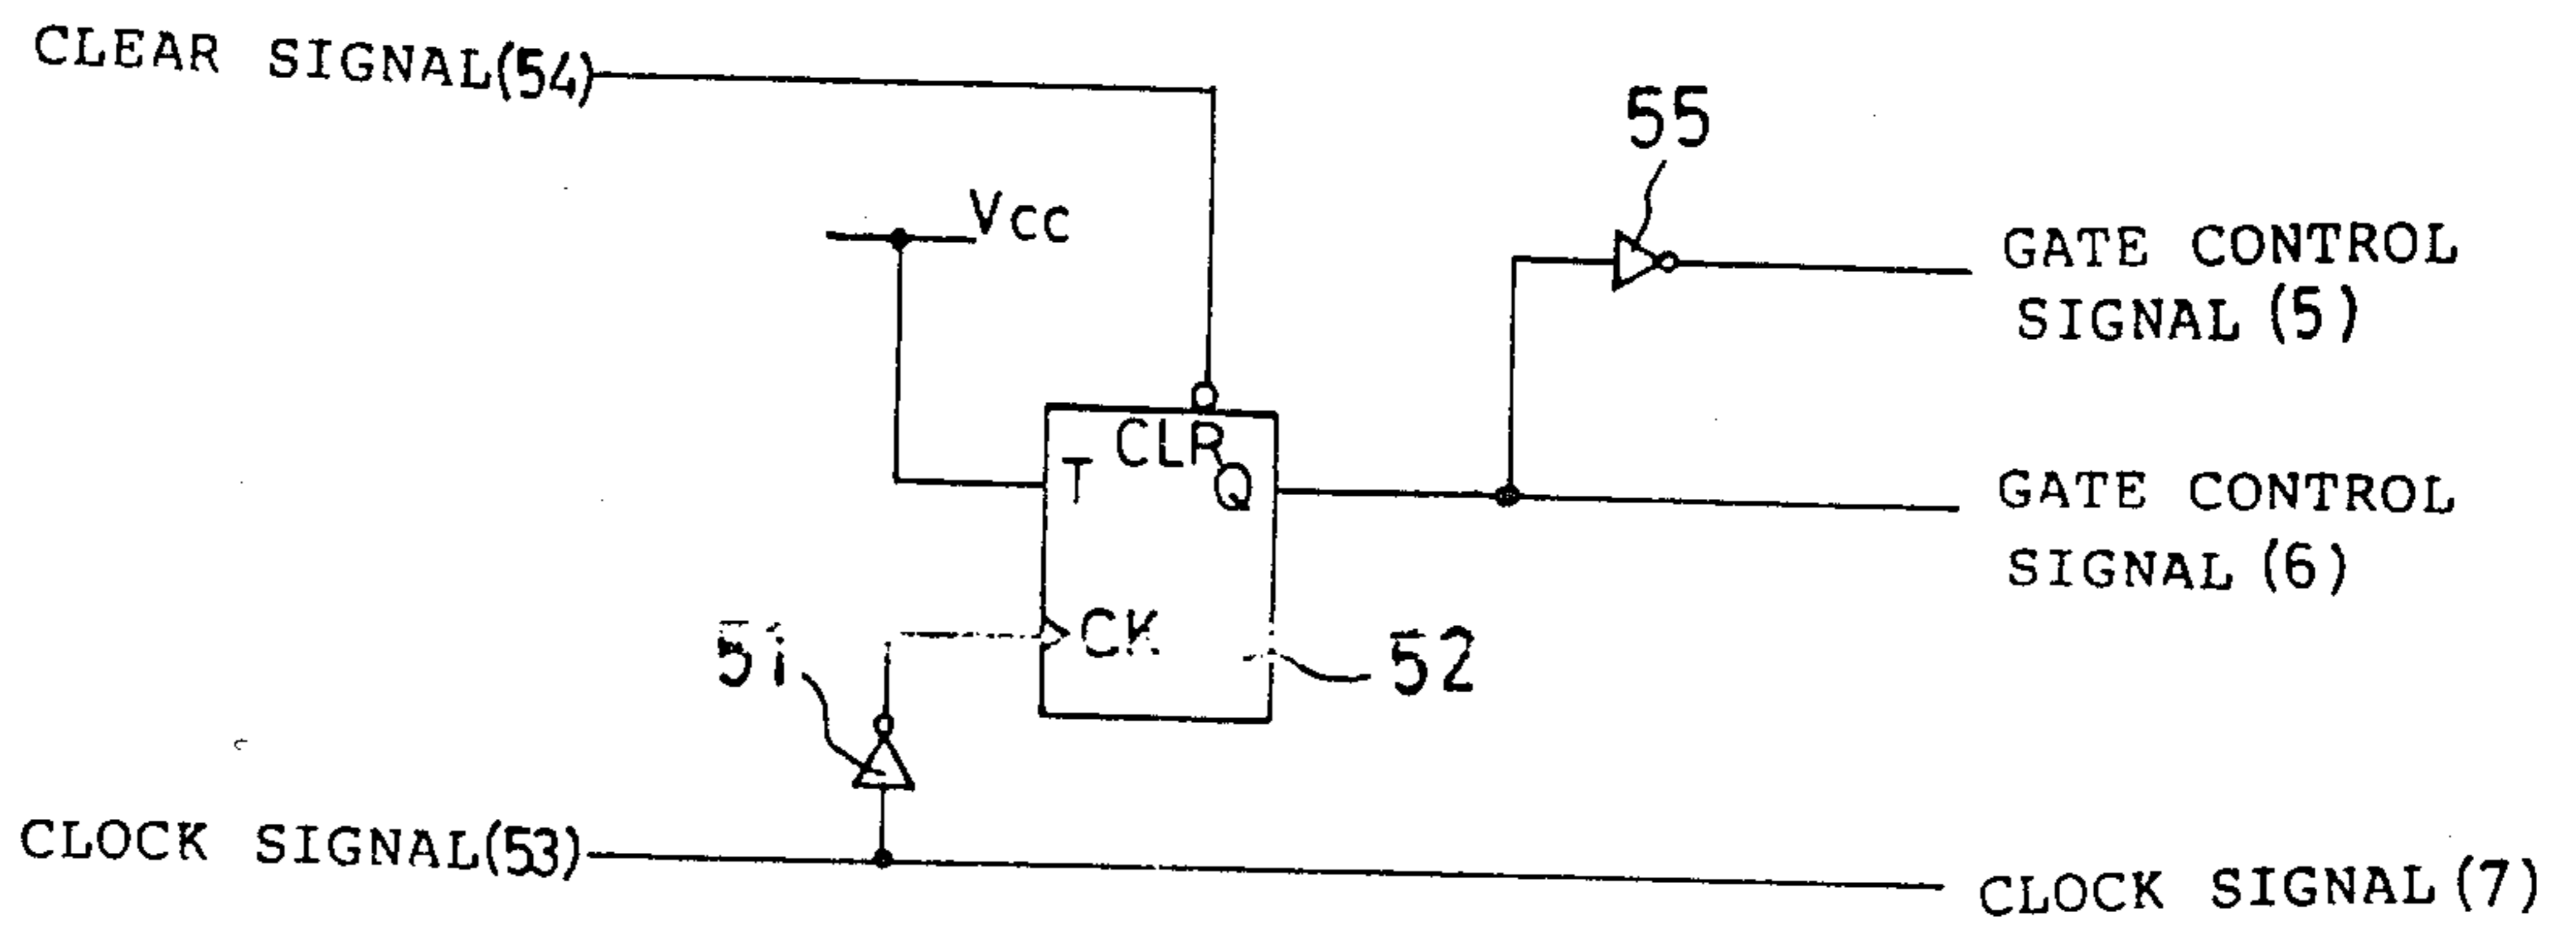 CLEAR SIGNAL(54)
55
VCC
GATE CONTROL
SIGNAL (5)
CLR
T
Q
GATE CONTROL
SIGNAL (6)
51
CK
52
CLOCK SIGNAL(53)
CLOCK SIGNAL(7)